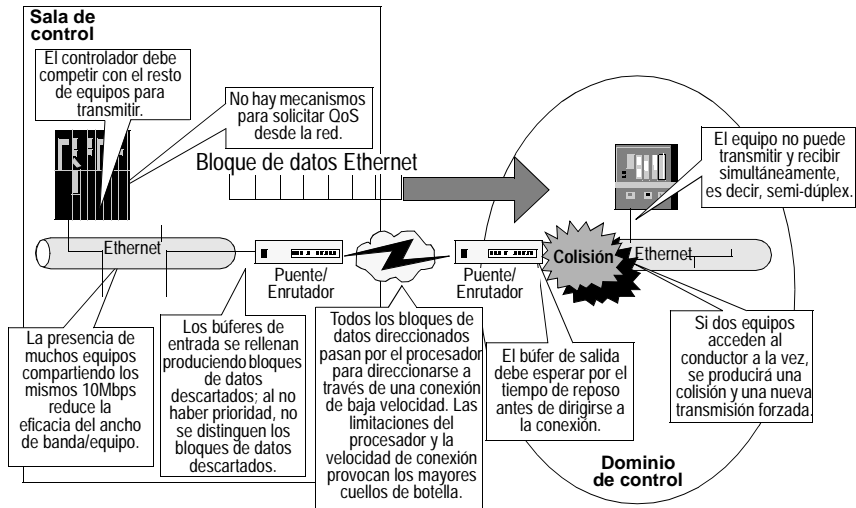 Sala de
control
El controlador debe
competir con el resto
de equipos para
transmitir.
No hay mecanismos
para solicitar QoS
desde la red.
Bloque de datos Ethernet
El equipo no puede
transmitir y recibir
simultáneamente,
es decir, semi-dúplex.
Ethernet
Puente/
Enrutador
Puente/
Enrutador
Colisión
Ethernet
La presencia de
muchos equipos
compartiendo los
mismos 10Mbps
reduce la
eficacia del ancho
de banda/equipo.
Los búferes de
entrada se rellenan
produciendo bloques
de datos
descartados; al no
haber prioridad, no
se distinguen los
bloques de datos
descartados.
Todos los bloques de
datos direccionados
pasan por el procesador
para direccionarse a
través de una conexión
de baja velocidad. Las
limitaciones del
procesador y la
velocidad de conexión
provocan los mayores
cuellos de botella.
El búfer de salida
debe esperar por el
tiempo de reposo
antes de dirigirse a
la conexión.
Si dos equipos
acceden al
conductor a la vez,
se producirá una
colisión y una nueva
transmisión forzada.
Dominio
de control